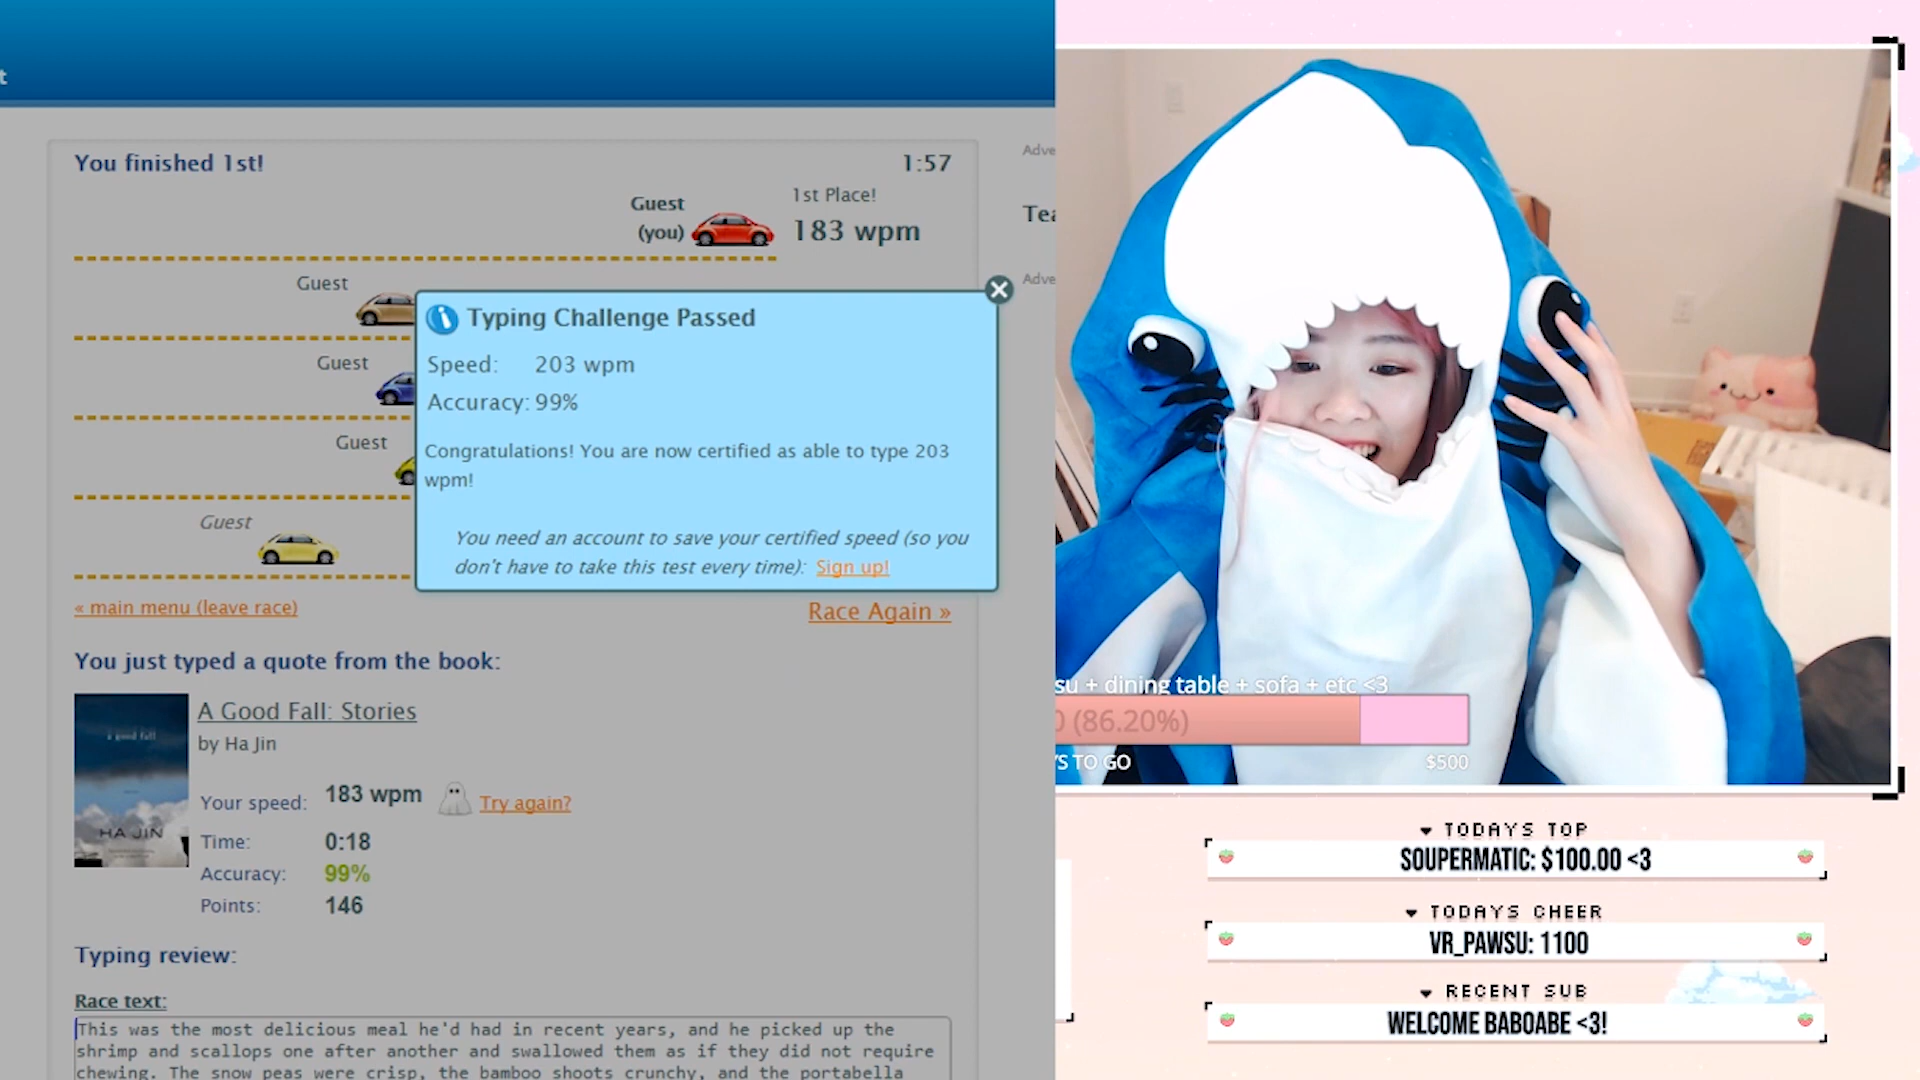 t
You finished 1st!
1:57
Guest
(you)
1st Place!
183 wpm
Guest
Guest
Guest
Guest
Typing Challenge Passed
Speed: 203 wpm
Accuracy: 99%
Congratulations! You are now certified as able to type 203
wpm!
You need an account to save your certified speed (so you
don't have to take this test every time): Sign up!
« main menu (leave race)
Race Again »
You just typed a quote from the book:
a good fall
HA JIN
A Good Fall: Stories
by Ha Jin
Your speed: 183 wpm Try again?
Time: 0:18
Accuracy: 99%
Points: 146
Typing review:
Race text:
This was the most delicious meal he'd had in recent years, and he picked up the
shrimp and scallops one after another and swallowed them as if they did not require
chewing. The snow peas were crisp, the bamboo shoots crunchy, and the portabella
Adve
Tea
Adve
su + dining table + sofa + etc <3
0 (86.20%)
YS TO GO
$500
TODAYS TOP
SOUPERMATIC: $100.00 <3
TODAYS CHEER
VR_PAWSU: 1100
RECENT SUB
WELCOME BABOABE <3!